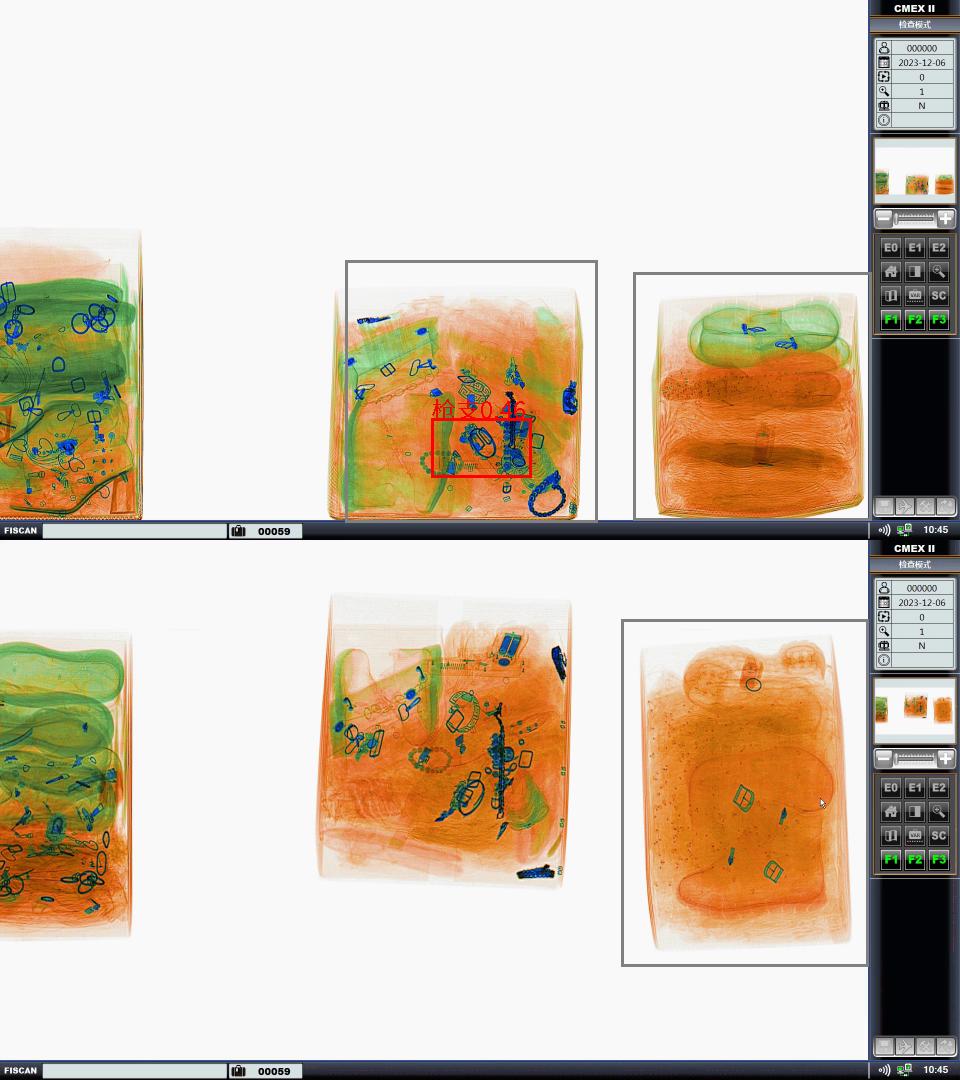 CMEX II
检查模式
000000
2023-12-06
0
1
N
E0 E1 E2
VAR SC
F1 F2 F3
枪支0.46
FISCAN
00059
10:45
CMEX II
检查模式
000000
2023-12-06
0
1
N
E0 E1 E2
VAR SC
F1 F2 F3
FISCAN
00059
10:45